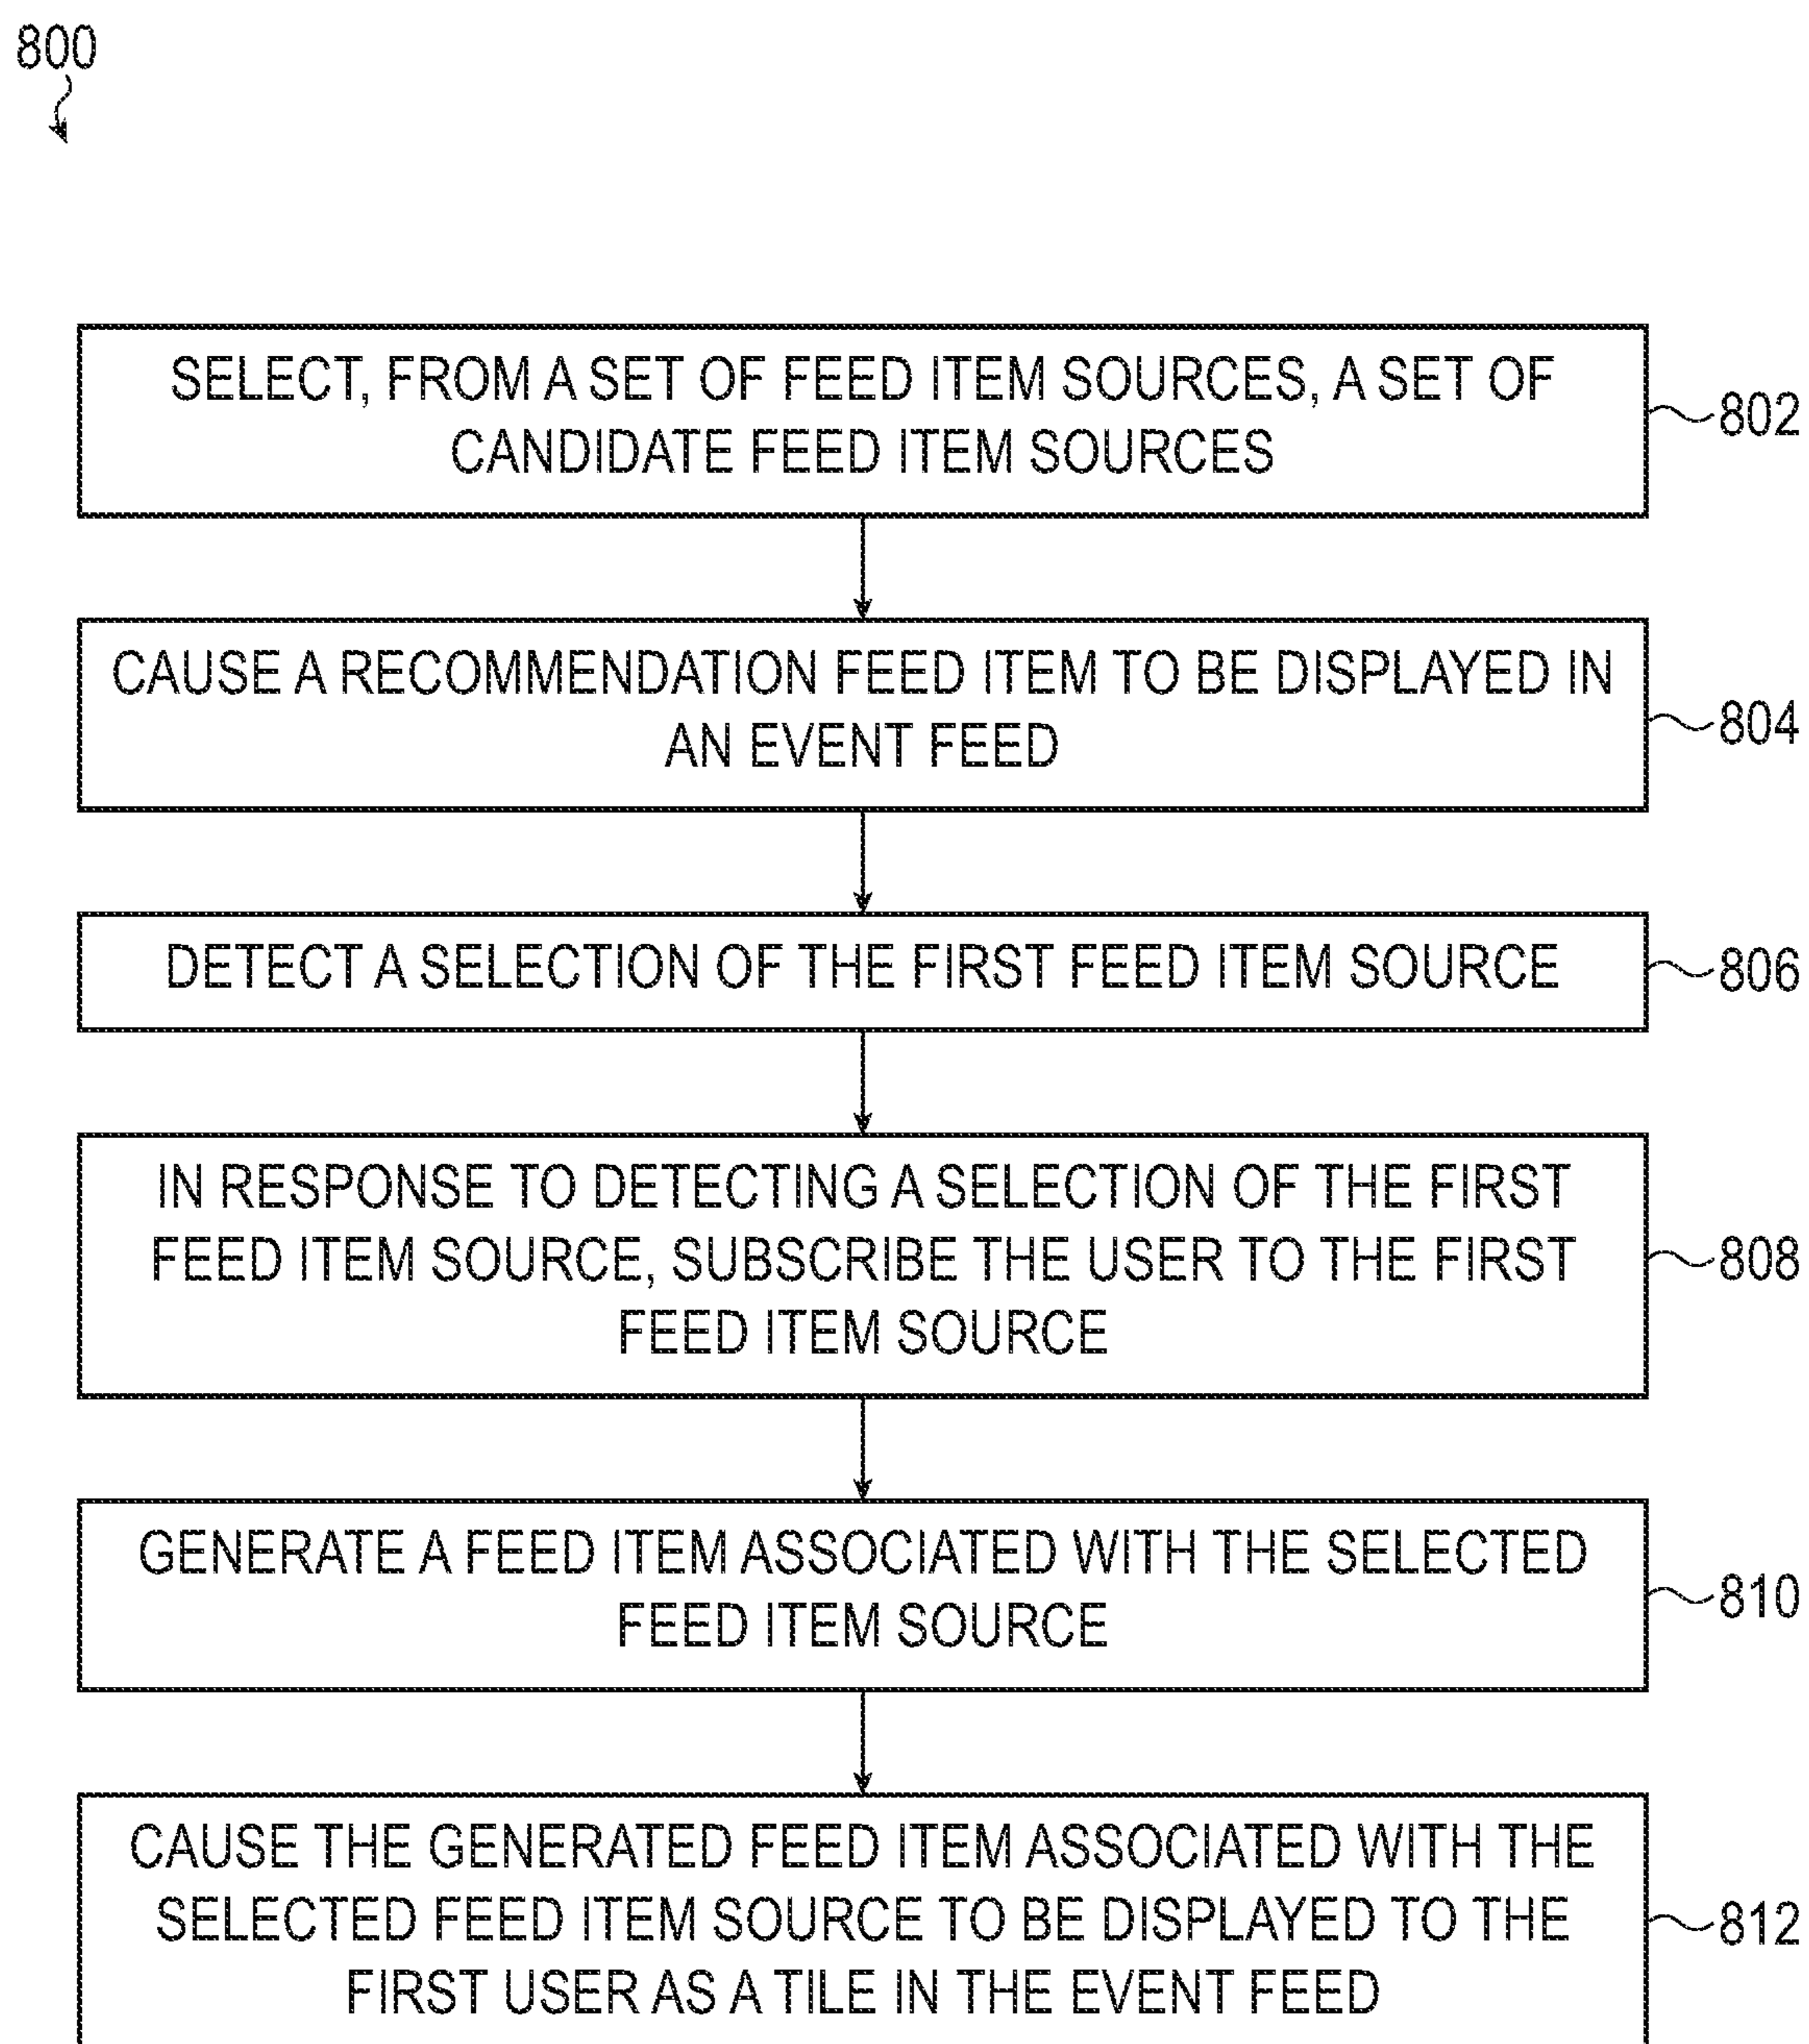 800
SELECT, FROM A SET OF FEED ITEM SOURCES, A SET OF
CANDIDATE FEED ITEM SOURCES
802
CAUSE A RECOMMENDATION FEED ITEM TO BE DISPLAYED IN
AN EVENT FEED
804
DETECT A SELECTION OF THE FIRST FEED ITEM SOURCE
806
IN RESPONSE TO DETECTING A SELECTION OF THE FIRST
FEED ITEM SOURCE, SUBSCRIBE THE USER TO THE FIRST
FEED ITEM SOURCE
808
GENERATE A FEED ITEM ASSOCIATED WITH THE SELECTED
FEED ITEM SOURCE
810
CAUSE THE GENERATED FEED ITEM ASSOCIATED WITH THE
SELECTED FEED ITEM SOURCE TO BE DISPLAYED TO THE
FIRST USER AS A TILE IN THE EVENT FEED
812